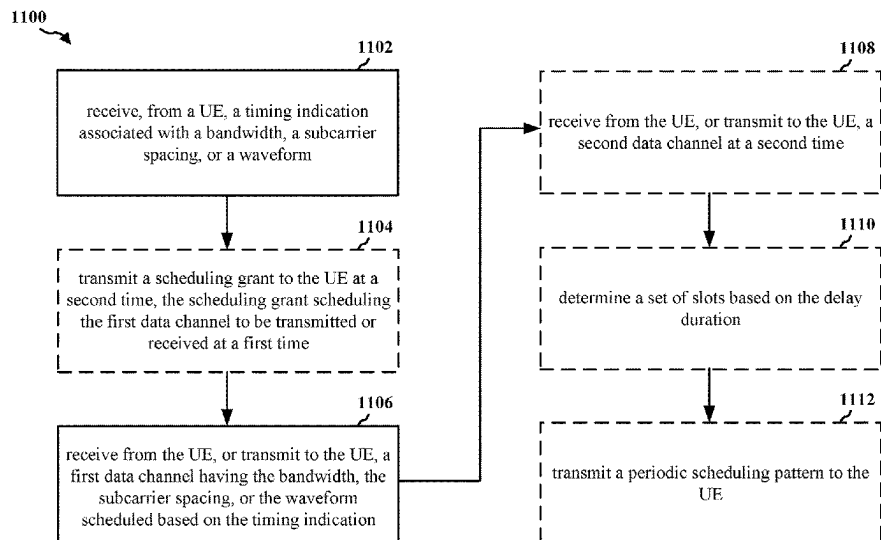 1100
1102
receive, from a UE, a timing indication
associated with a bandwidth, a subcarrier
spacing, or a waveform
1104
transmit a scheduling grant to the UE at a
second time, the scheduling grant scheduling
the first data channel to be transmitted or
received at a first time
1106
receive from the UE, or transmit to the UE, a
first data channel having the bandwidth, the
subcarrier spacing, or the waveform
scheduled based on the timing indication
1108
receive from the UE, or transmit to the UE, a
second data channel at a second time
1110
determine a set of slots based on the delay
duration
1112
transmit a periodic scheduling pattern to the
UE